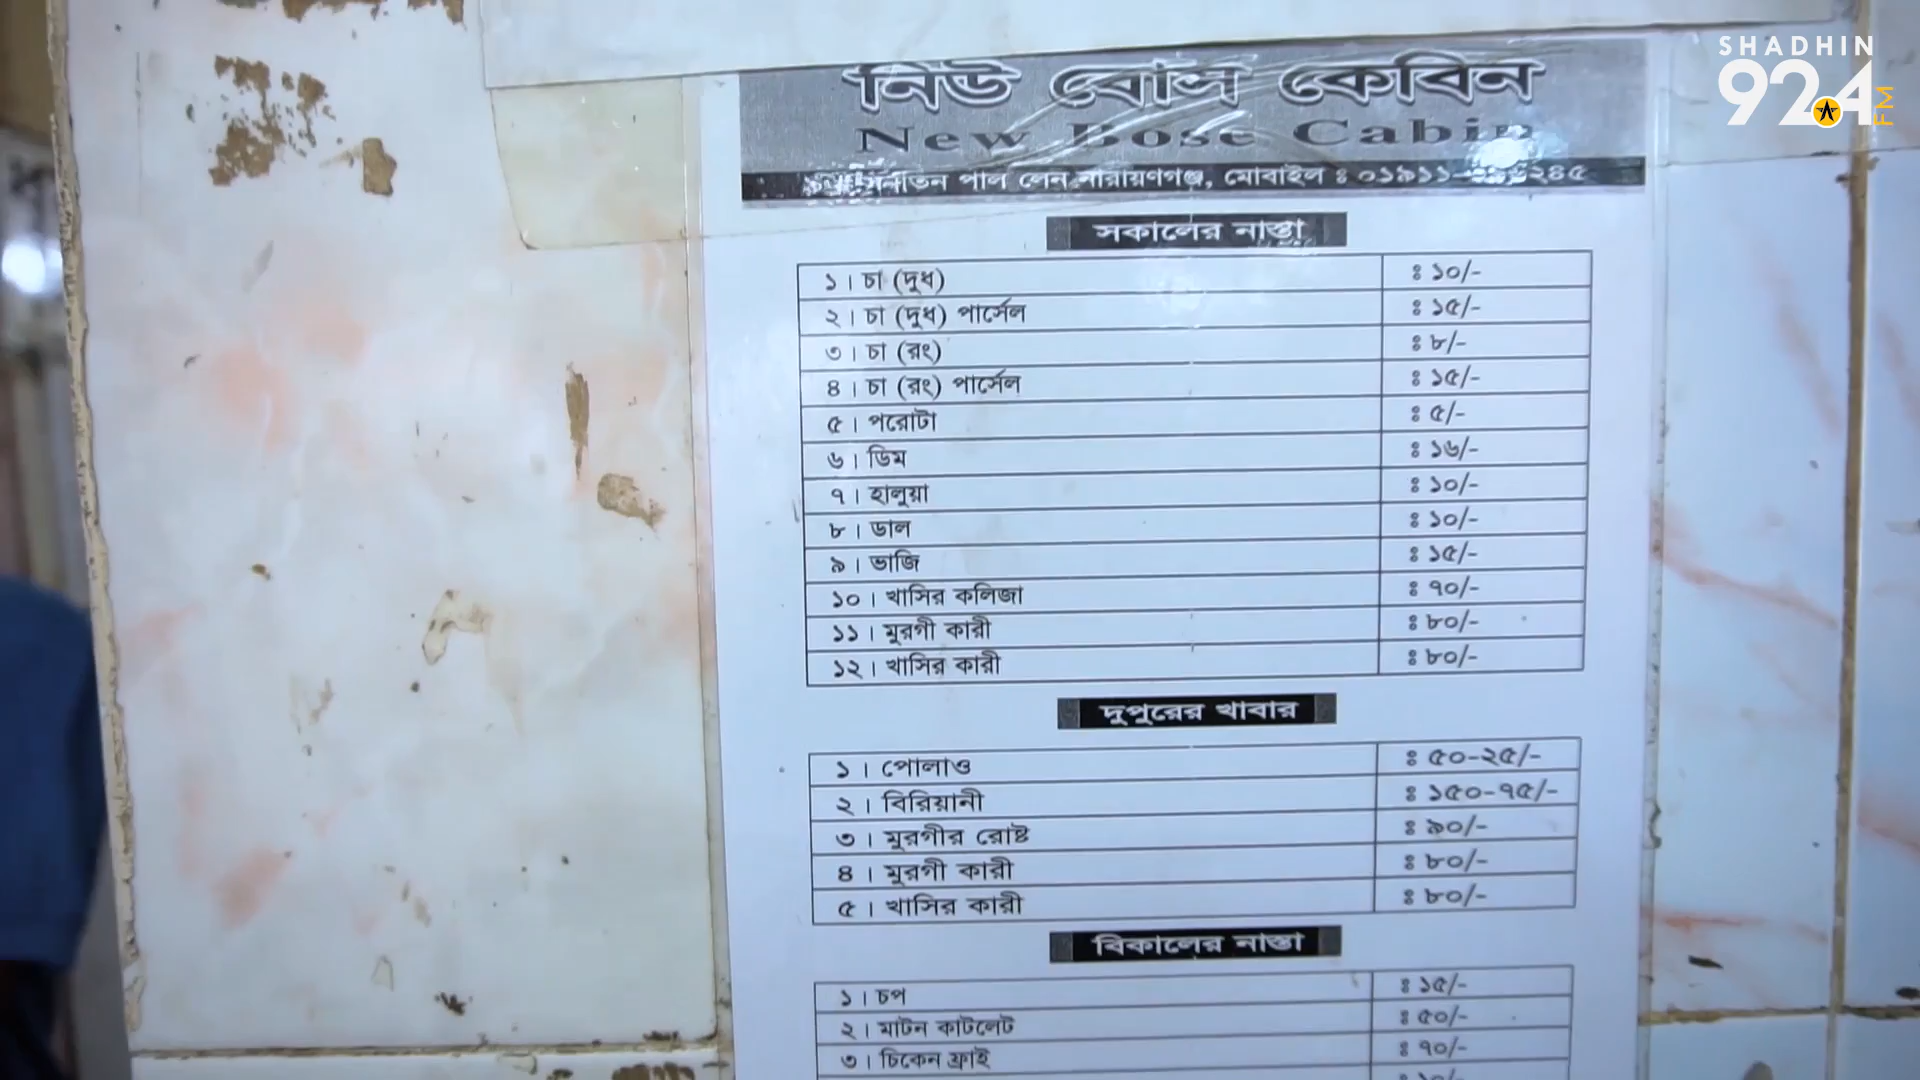 SHADHIN
92.4 FM
নিউ বোস কেবিন
New Bose Cabin
সনাতন পাল লেন, নারায়ণগঞ্জ, মোবাইল ঃ
সকালের নাস্তা
১। চা (দুধ) ঃ ১০/-
২। চা (দুধ) পার্সেল ঃ ১৫/-
৩। চা (রং) ঃ ৮/-
৪। চা (রং) পার্সেল ঃ ১৫/-
৫। পরোটা ঃ ৫/-
৬। ডিম ঃ ১৬/-
৭। হালুয়া ঃ ১০/-
৮। ডাল ঃ ১০/-
৯। ভাজি ঃ ১৫/-
১০। খাসির কলিজা ঃ ৭০/-
১১। মুরগী কারী ঃ ৮০/-
১২। খাসির কারী ঃ ৮০/-
দুপুরের খাবার
১। পোলাও ঃ ৫০-২৫/-
২। বিরিয়ানী ঃ ১৫০-৭৫/-
৩। মুরগীর রোষ্ট ঃ ৯০/-
৪। মুরগী কারী ঃ ৮০/-
৫। খাসির কারী ঃ ৮০/-
বিকালের নাস্তা
১। চপ ঃ ১৫/-
২। মাটন কাটলেট ঃ ৫০/-
৩। চিকেন ফ্রাই ঃ ৭০/-